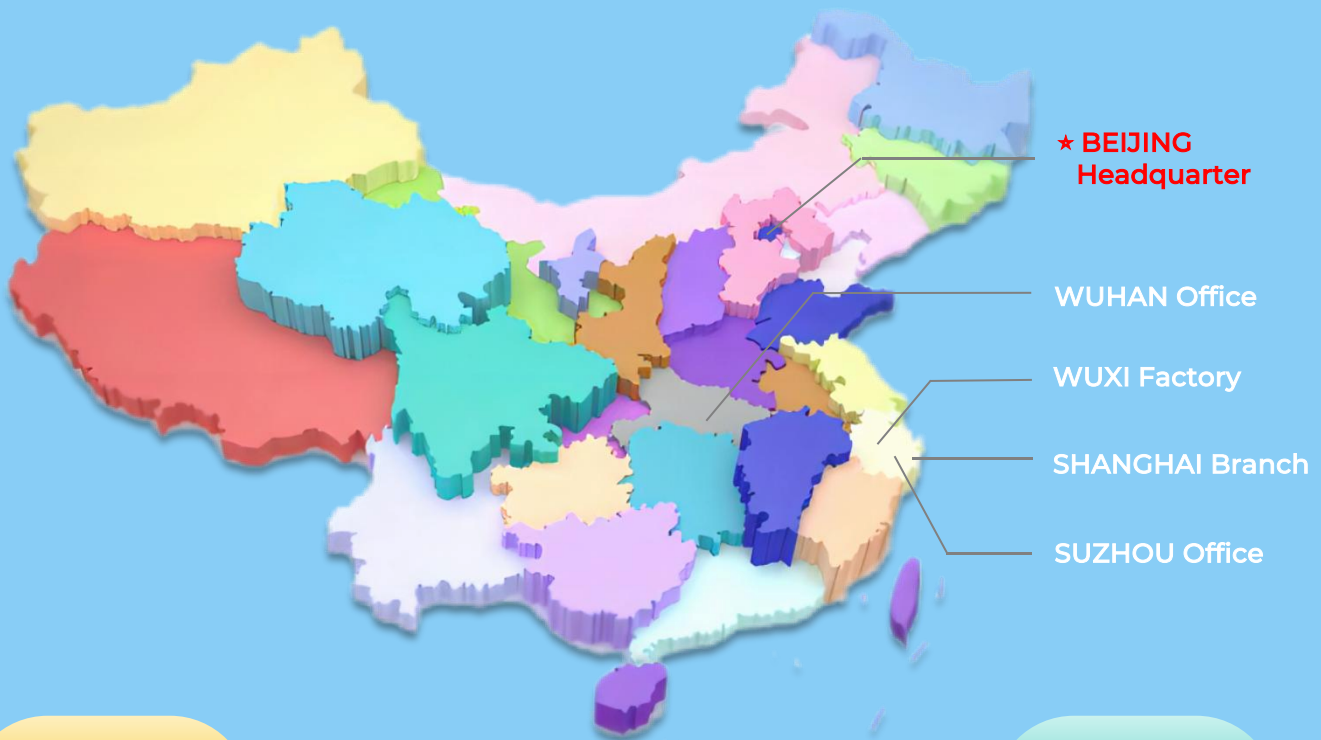 ★ BEIJING
Headquarter
WUHAN Office
WUXI Factory
SHANGHAI Branch
SUZHOU Office